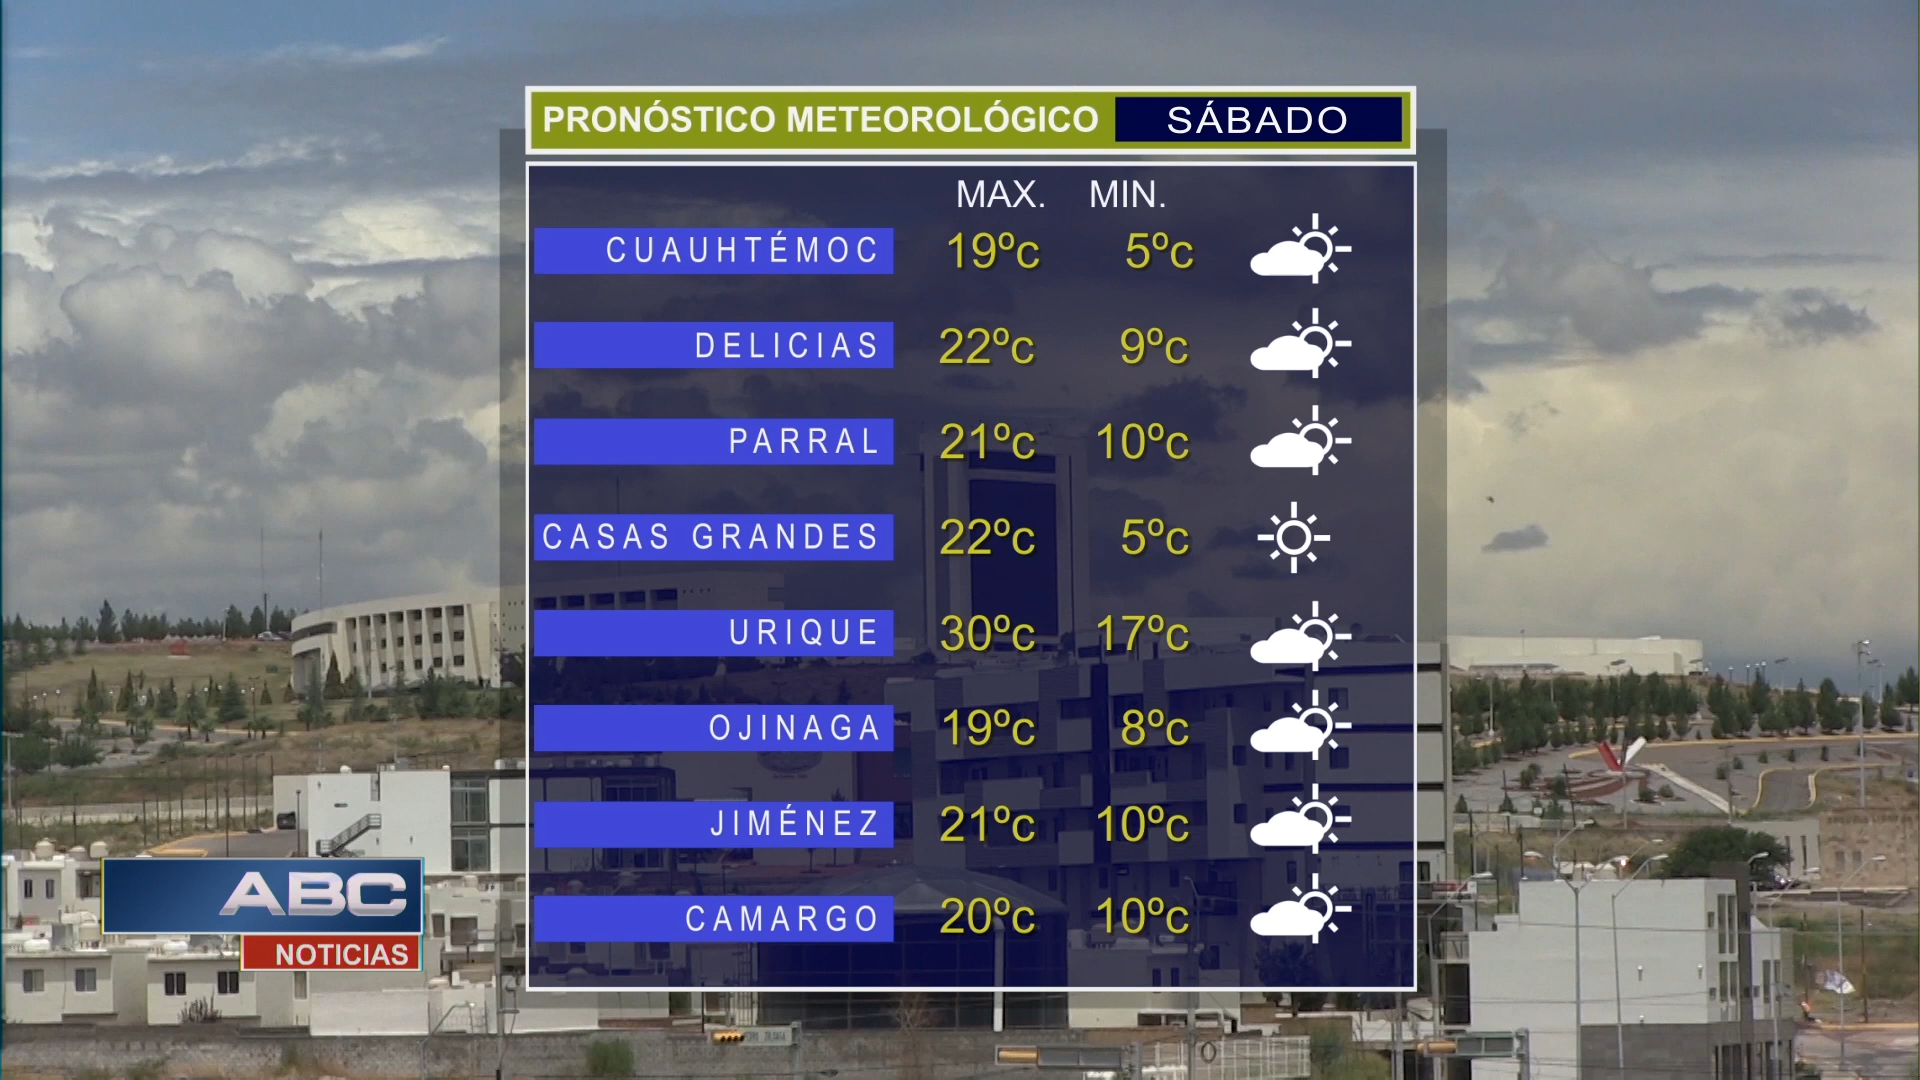 PRONÓSTICO METEOROLÓGICO SÁBADO
MAX. MIN.
CUAUHTÉMOC 19ºc 5ºc
DELICIAS 22ºc 9ºc
PARRAL 21ºc 10ºc
CASAS GRANDES 22ºc 5ºc
URIQUE 30ºc 17ºc
OJINAGA 19ºc 8ºc
JIMÉNEZ 21ºc 10ºc
CAMARGO 20ºc 10ºc
ABC
NOTICIAS